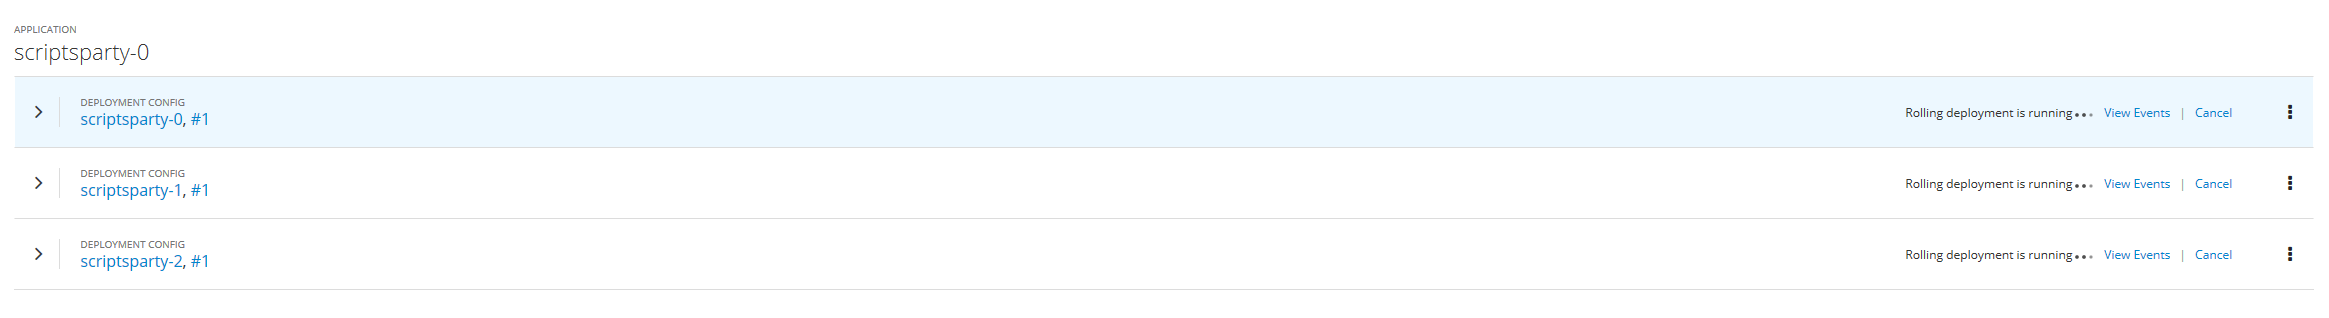 APPLICATION
scriptsparty-0
DEPLOYMENT CONFIG
scriptsparty-0, #1
Rolling deployment is running... View Events | Cancel
DEPLOYMENT CONFIG
scriptsparty-1, #1
Rolling deployment is running... View Events | Cancel
DEPLOYMENT CONFIG
scriptsparty-2, #1
Rolling deployment is running... View Events | Cancel